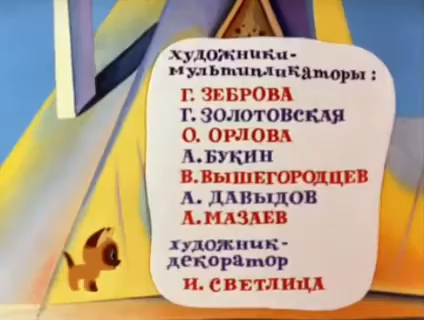 художники-
мультипликаторы:
Г. ЗЕБРОВА
Г. ЗОЛОТОВСКАЯ
О. ОРЛОВА
А. БУКИН
В. ВЫШЕГОРОДЦЕВ
А. ДАВЫДОВ
А. МАЗАЕВ
художник-
декоратор
И. СВЕТЛИЦА